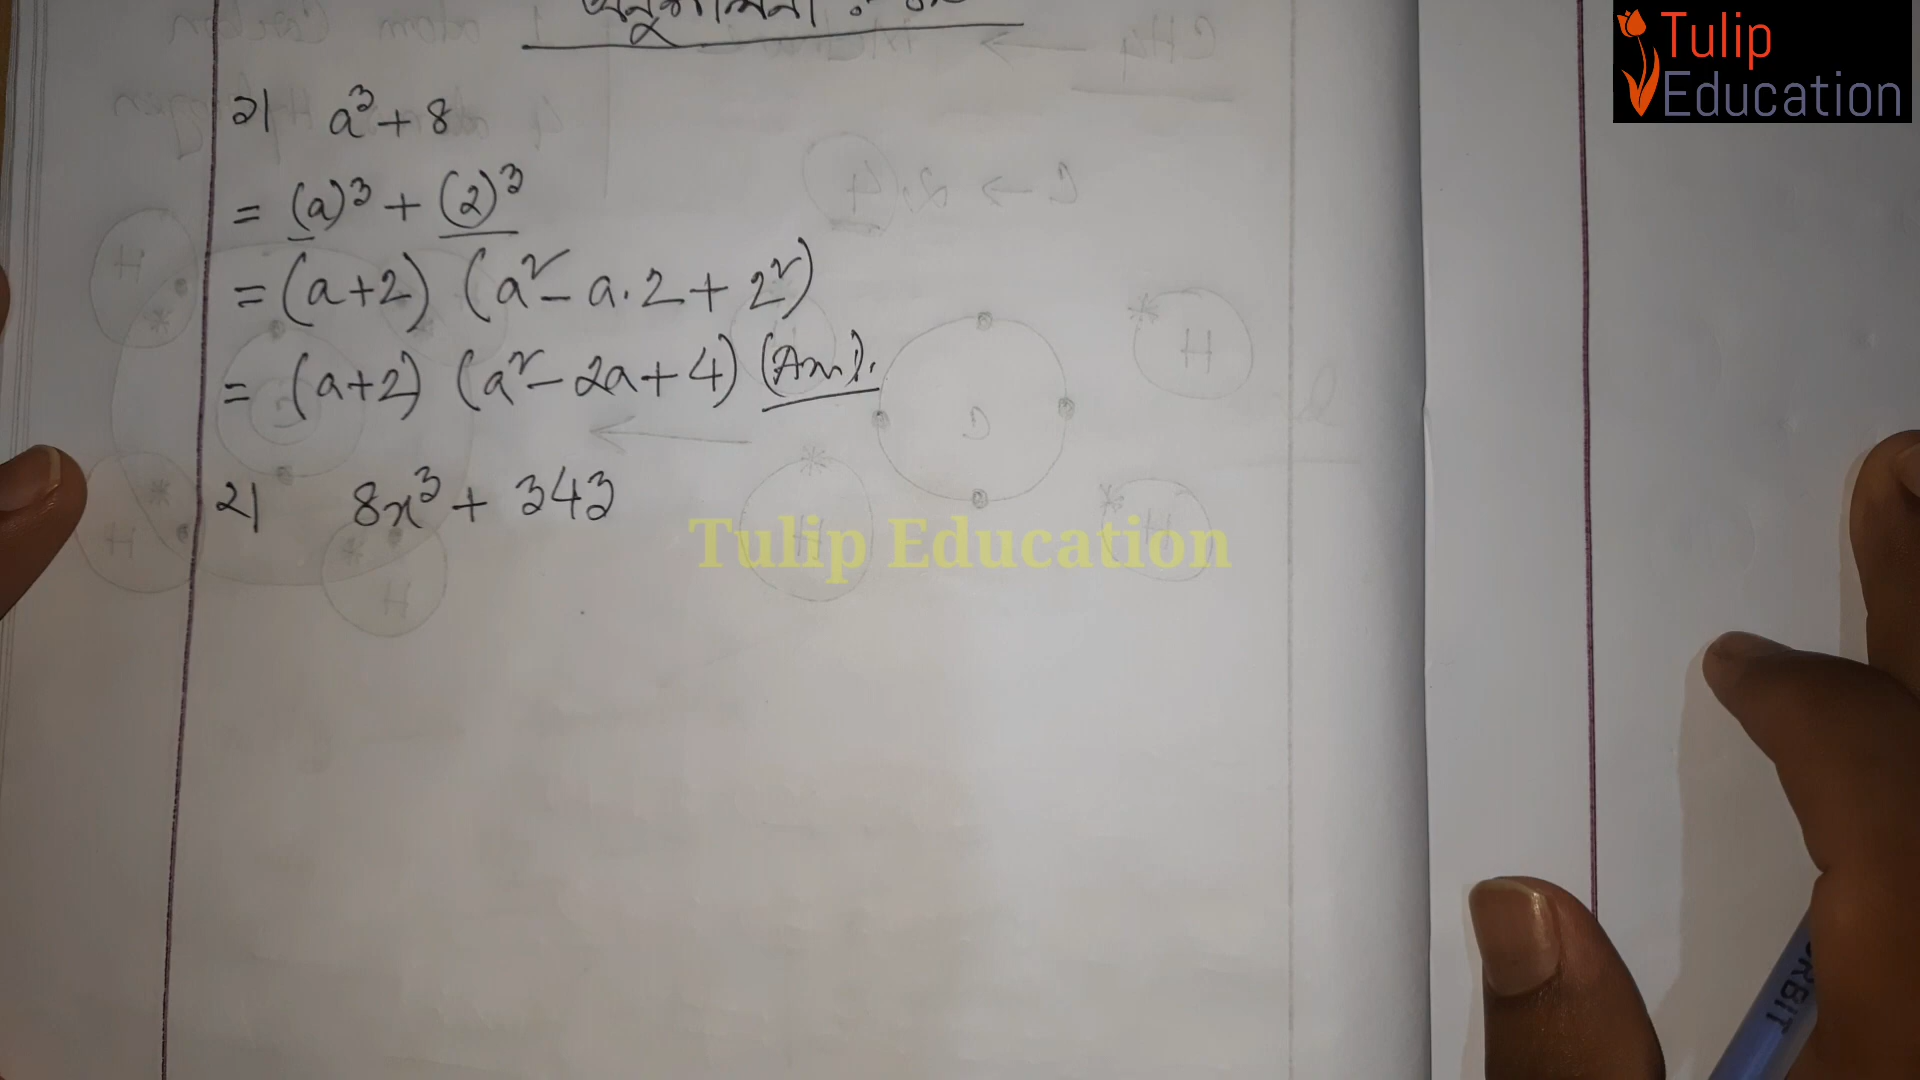 Tulip
Education
১। a³ + 8
= (a)³ + (2)³
= (a+2) (a² - a.2 + 2²)
= (a+2) (a² - 2a + 4) (Ans).
২। 8x³ + 343
Tulip Education
ORBIT